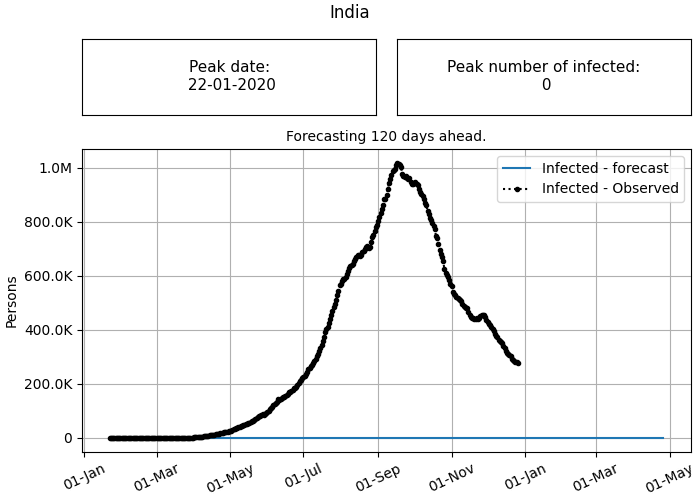 India
Peak date:
22-01-2020
Peak number of infected:
0
Forecasting 120 days ahead.
Infected - forecast
Infected - Observed
Persons
1.0M
800.0K
600.0K
400.0K
200.0K
0
01-Jan
01-Mar
01-May
01-Jul
01-Sep
01-Nov
01-Jan
01-Mar
01-May